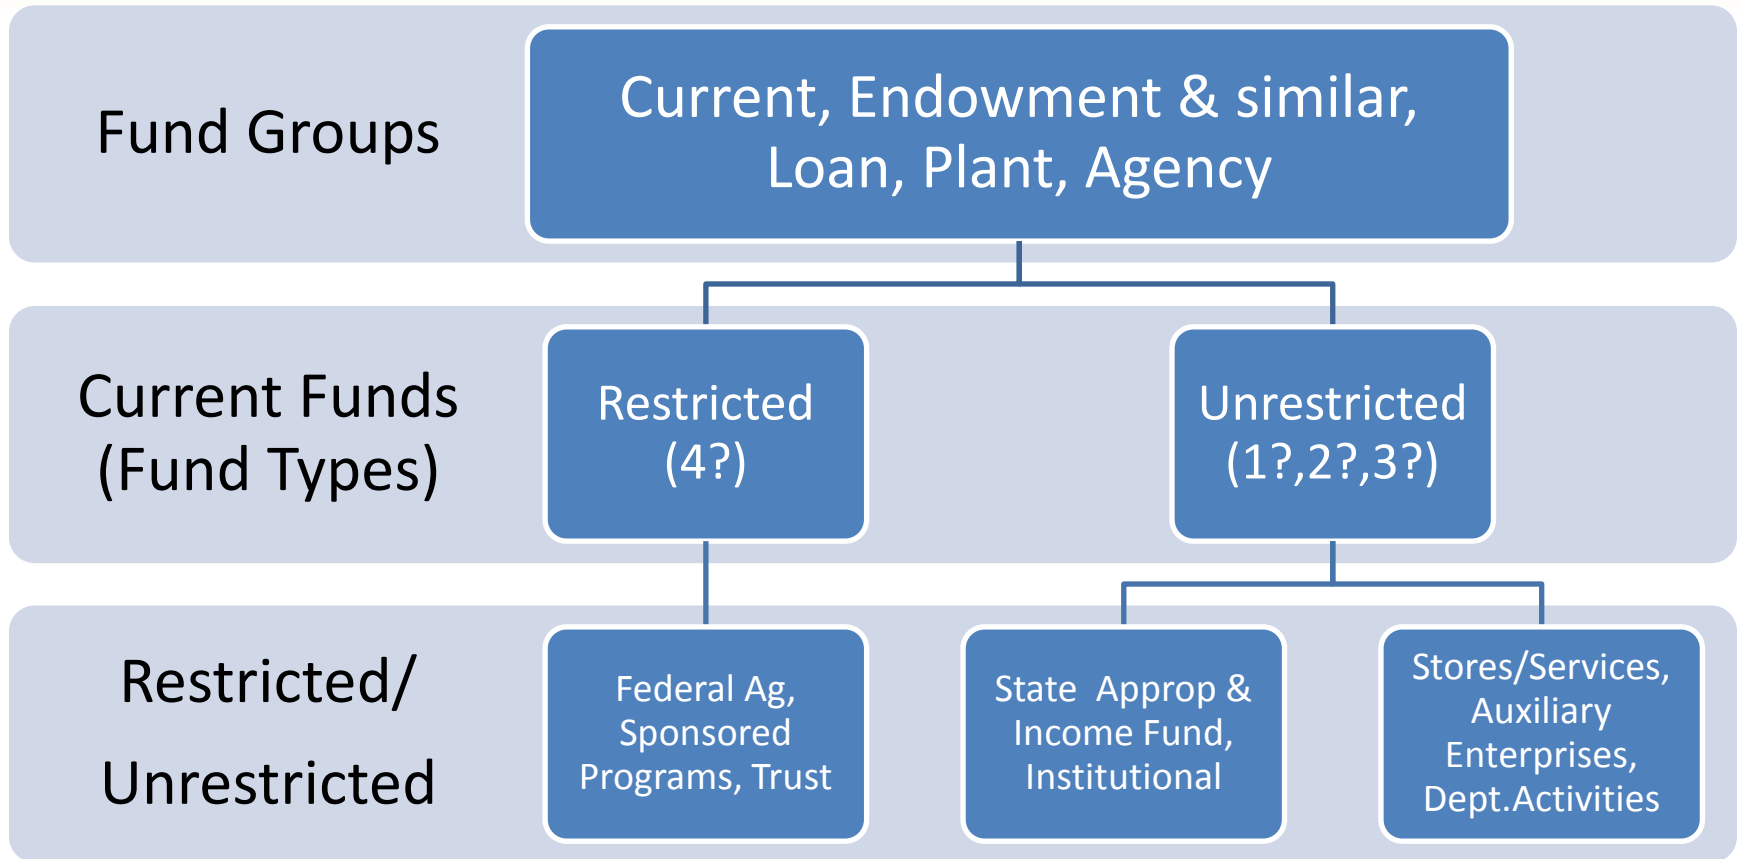 Fund Groups
Current, Endowment & similar,
Loan, Plant, Agency
Current Funds
(Fund Types)
Restricted
(4?)
Unrestricted
(1?,2?,3?)
Restricted/
Unrestricted
Federal Ag,
Sponsored
Programs, Trust
State Approp &
Income Fund,
Institutional
Stores/Services,
Auxiliary
Enterprises,
Dept.Activities